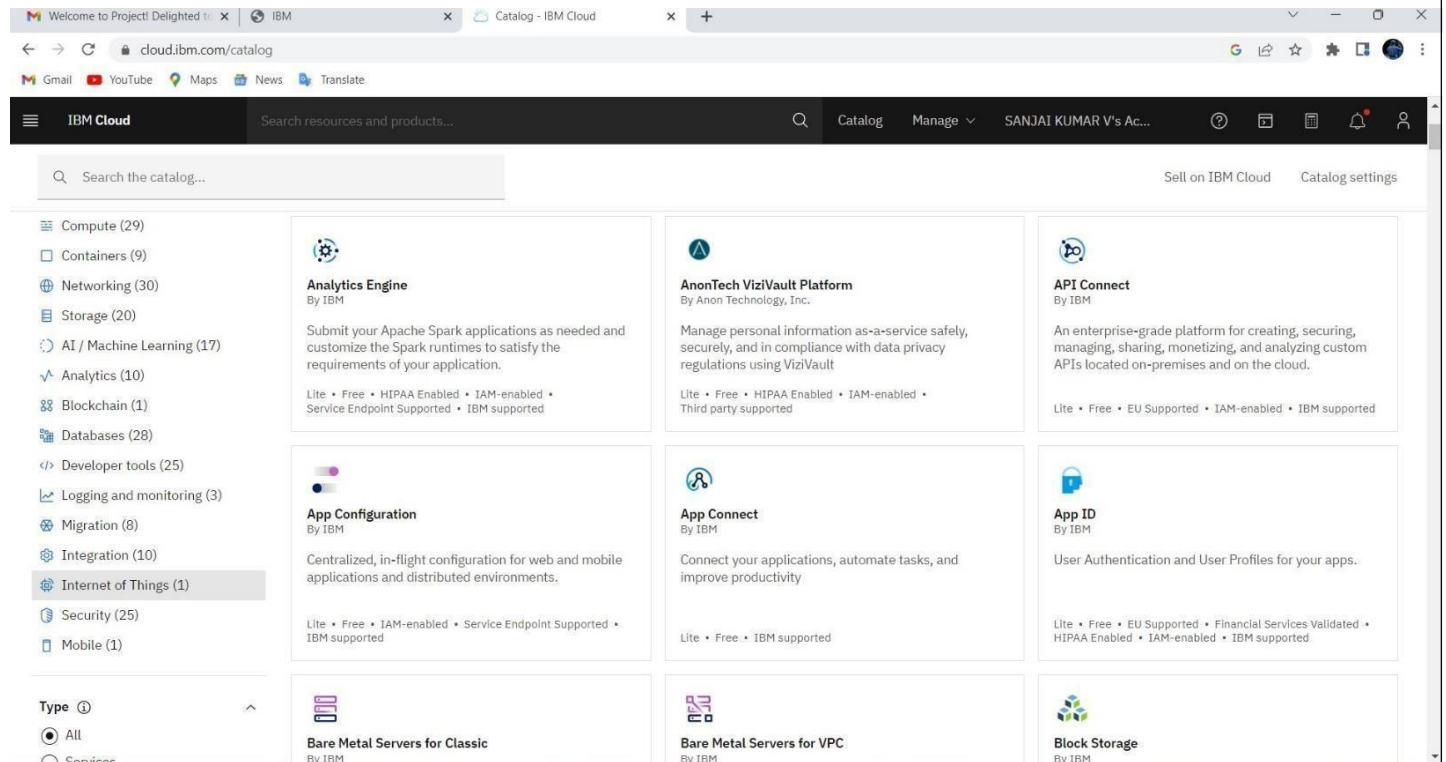 Welcome to Project! Delighted to
IBM
Catalog - IBM Cloud
cloud.ibm.com/catalog
Gmail
YouTube
Maps
News
Translate
IBM Cloud
Search resources and products...
Catalog
Manage
SANJAI KUMAR V's Ac...
Search the catalog...
Sell on IBM Cloud
Catalog settings
Compute (29)
Containers (9)
Networking (30)
Storage (20)
AI / Machine Learning (17)
Analytics (10)
Blockchain (1)
Databases (28)
Developer tools (25)
Logging and monitoring (3)
Migration (8)
Integration (10)
Internet of Things (1)
Security (25)
Mobile (1)
Type
All
Services
Analytics Engine
By IBM
Submit your Apache Spark applications as needed and
customize the Spark runtimes to satisfy the
requirements of your application.
Lite • Free • HIPAA Enabled • IAM-enabled •
Service Endpoint Supported • IBM supported
AnonTech ViziVault Platform
By Anon Technology, Inc.
Manage personal information as-a-service safely,
securely, and in compliance with data privacy
regulations using ViziVault
Lite • Free • HIPAA Enabled • IAM-enabled •
Third party supported
API Connect
By IBM
An enterprise-grade platform for creating, securing,
managing, sharing, monetizing, and analyzing custom
APIs located on-premises and on the cloud.
Lite • Free • EU Supported • IAM-enabled • IBM supported
App Configuration
By IBM
Centralized, in-flight configuration for web and mobile
applications and distributed environments.
Lite • Free • IAM-enabled • Service Endpoint Supported •
IBM supported
App Connect
By IBM
Connect your applications, automate tasks, and
improve productivity
Lite • Free • IBM supported
App ID
By IBM
User Authentication and User Profiles for your apps.
Lite • Free • EU Supported • Financial Services Validated •
HIPAA Enabled • IAM-enabled • IBM supported
Bare Metal Servers for Classic
By IBM
Bare Metal Servers for VPC
By IBM
Block Storage
By IBM